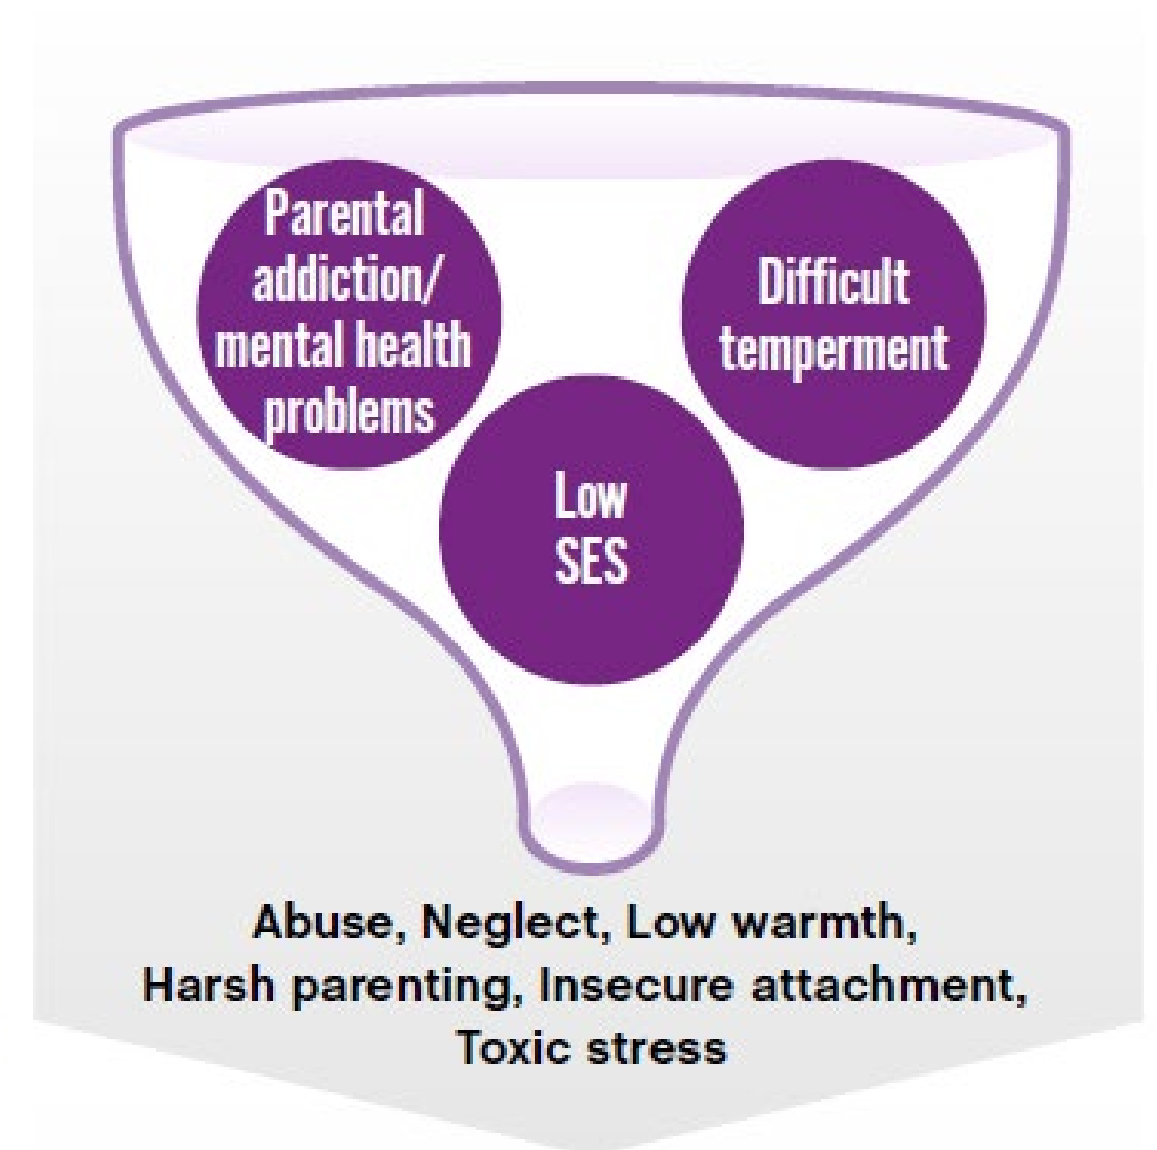 Parental
addiction/
mental health
problems
Difficult
temperment
Low
SES
Abuse, Neglect, Low warmth,
Harsh parenting, Insecure attachment,
Toxic stress